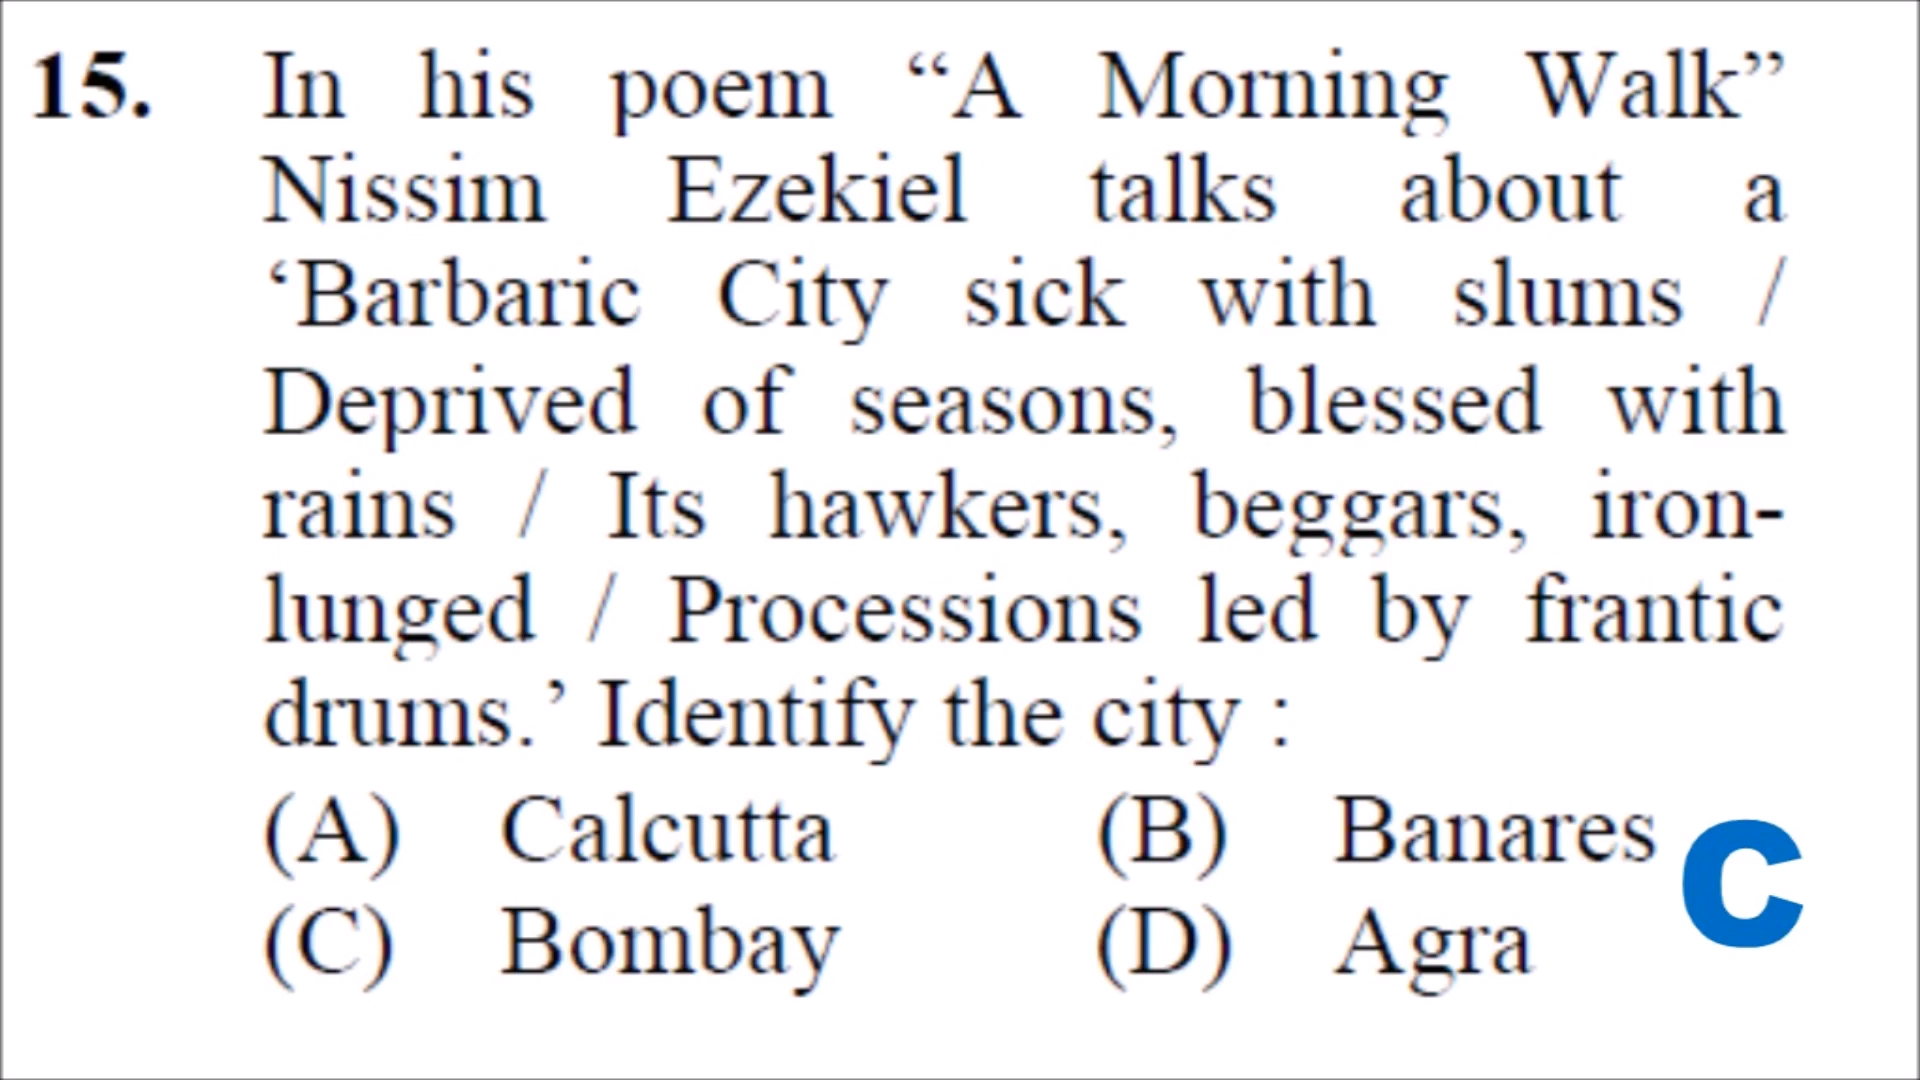 15. In his poem “A Morning Walk”
Nissim Ezekiel talks about a
‘Barbaric City sick with slums /
Deprived of seasons, blessed with
rains / Its hawkers, beggars, iron-
lunged / Processions led by frantic
drums.’ Identify the city :
(A) Calcutta (B) Banares
(C) Bombay (D) Agra
C